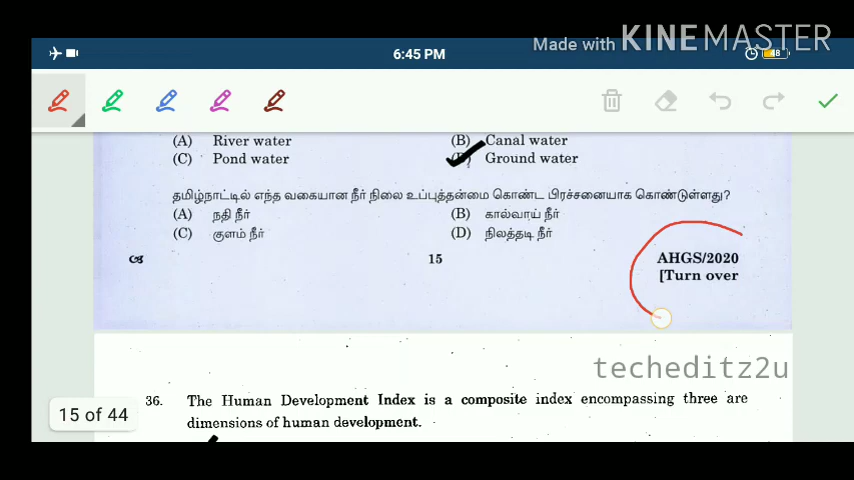 6:45 PM
Made with KINEMASTER
48
(A) River water (B) Canal water
(C) Pond water Ground water
தமிழ்நாட்டில் எந்த வகையான நீர் நிலை உப்புத்தன்மை கொண்ட பிரச்சனையாக கொண்டுள்ளது?
(A) நதி நீர் (B) கால்வாய் நீர்
(C) குளம் நீர் (D) நிலத்தடி நீர்
15 AHGS/2020
[Turn over
techeditz2u
36. The Human Development Index is a composite index encompassing three are
dimensions of human development.
15 of 44